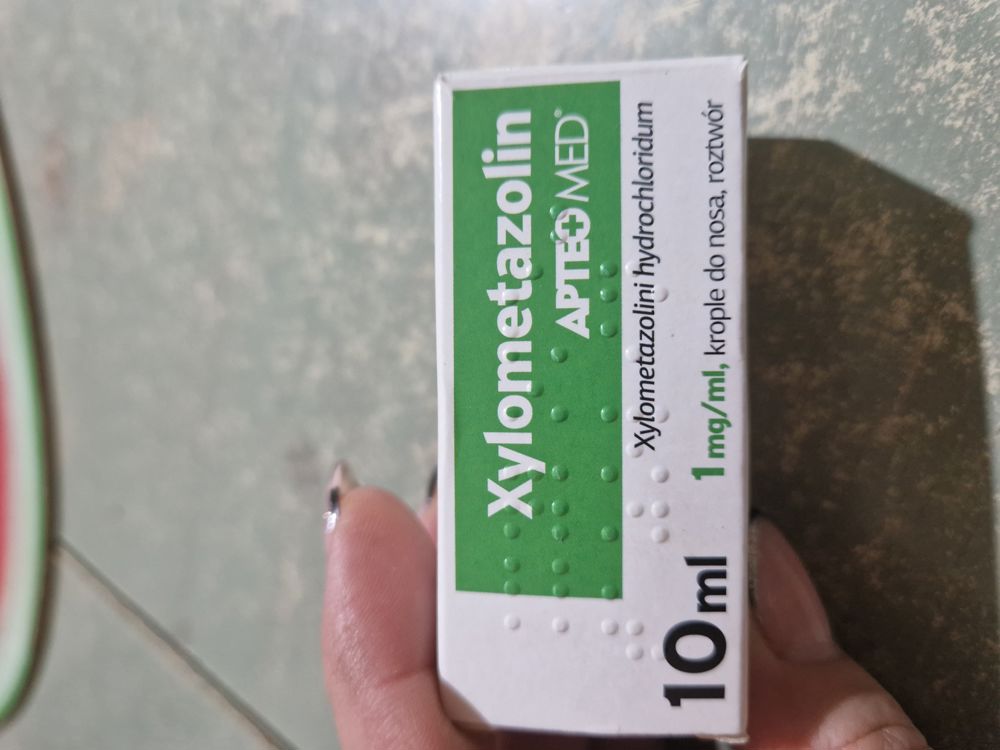 Xylometazolin
APTEO MED®
Xylometazolini hydrochloridum
1 mg/ml, krople do nosa, roztwór
10 ml